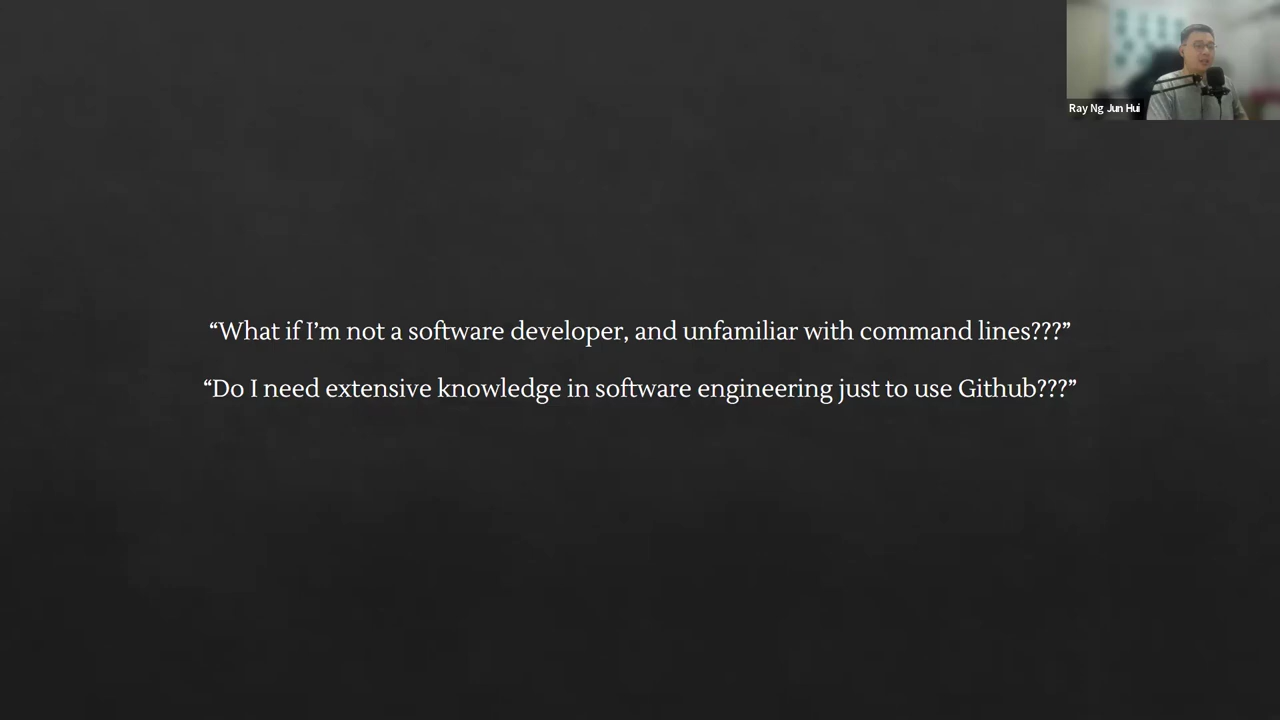 Ray Ng Jun Hui
“What if I’m not a software developer, and unfamiliar with command lines???”
“Do I need extensive knowledge in software engineering just to use Github???”